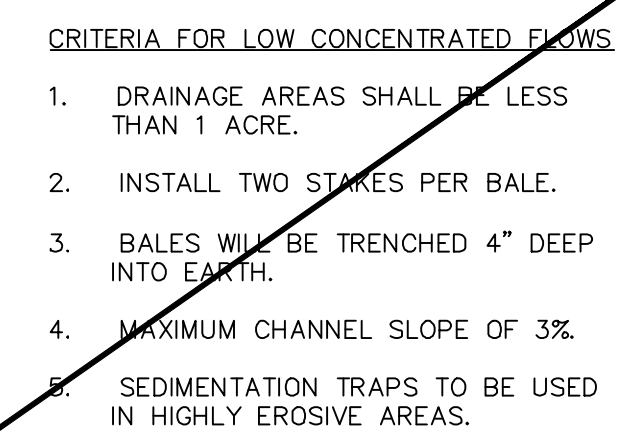 CRITERIA FOR LOW CONCENTRATED FLOWS
1. DRAINAGE AREAS SHALL BE LESS
THAN 1 ACRE.
2. INSTALL TWO STAKES PER BALE.
3. BALES WILL BE TRENCHED 4" DEEP
INTO EARTH.
4. MAXIMUM CHANNEL SLOPE OF 3%.
5. SEDIMENTATION TRAPS TO BE USED
IN HIGHLY EROSIVE AREAS.